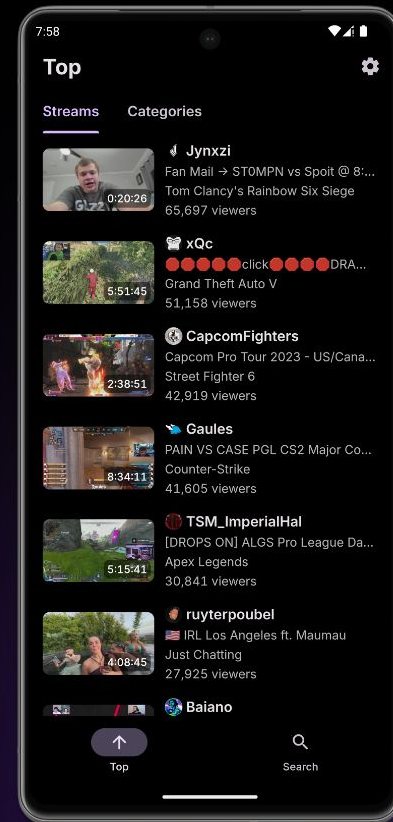 7:58
Top
Streams
Categories
Jynxzi
Fan Mail -> ST0MPN vs Spoit @ 8:...
Tom Clancy's Rainbow Six Siege
65,697 viewers
0:20:26
xQc
🛑🛑🛑🛑🛑click🛑🛑🛑🛑DRA...
Grand Theft Auto V
51,158 viewers
5:51:45
CapcomFighters
Capcom Pro Tour 2023 - US/Cana...
Street Fighter 6
42,919 viewers
2:38:51
Gaules
PAIN VS CASE PGL CS2 Major Co...
Counter-Strike
41,605 viewers
8:34:11
TSM_ImperialHal
[DROPS ON] ALGS Pro League Da...
Apex Legends
30,841 viewers
5:15:41
ruyterpoubel
🇺🇸 IRL Los Angeles ft. Maumau
Just Chatting
27,925 viewers
4:08:45
Baiano
Top
Search